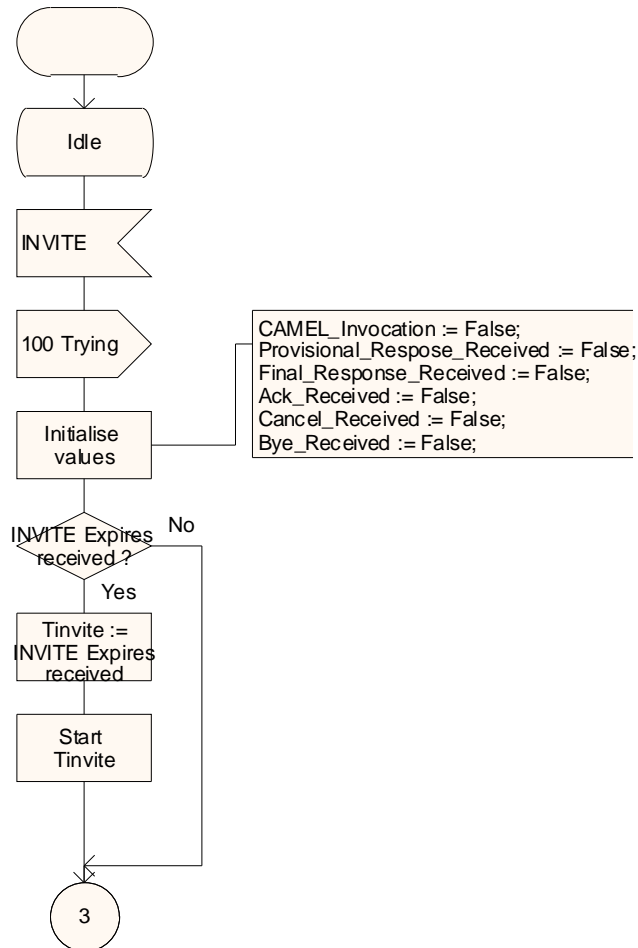 Idle
INVITE
100 Trying
CAMEL_Invocation := False;
Provisional_Respose_Received := False;
Final_Response_Received := False;
Ack_Received := False;
Cancel_Received := False;
Bye_Received := False;
Initialise
values
INVITE Expires
received ?
No
Yes
Tinvite :=
INVITE Expires
received
Start
Tinvite
3